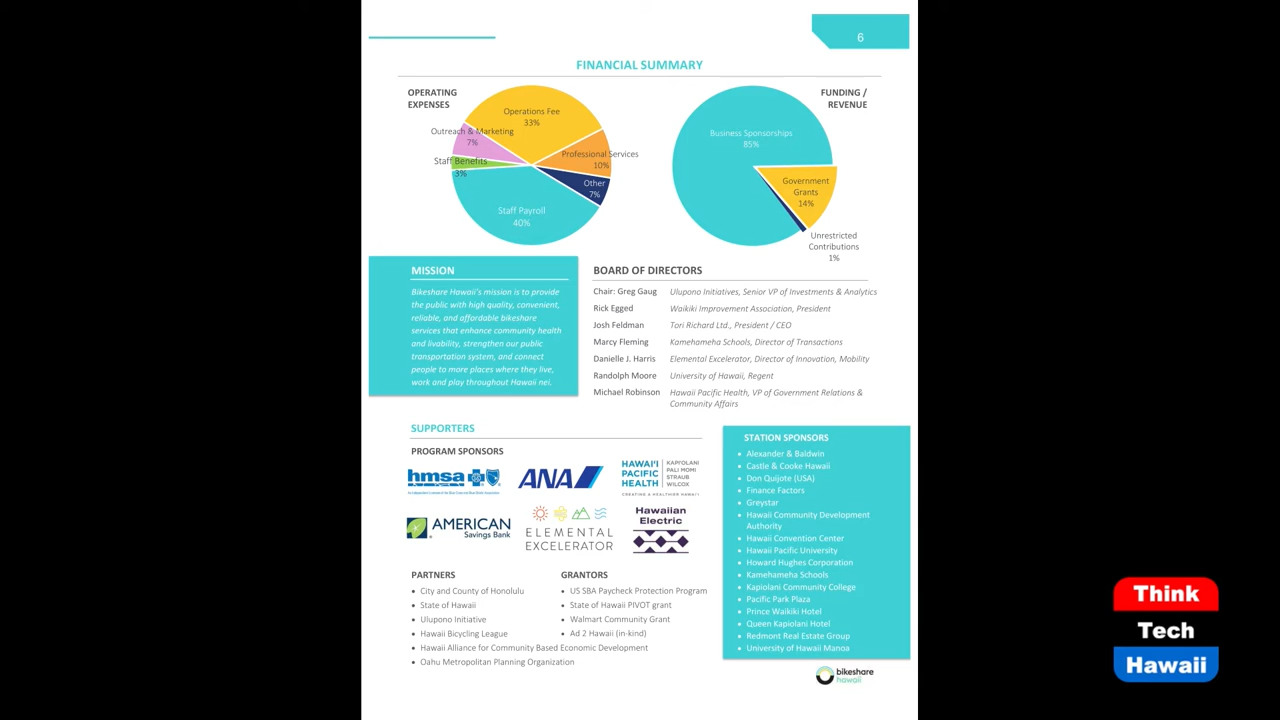 6
FINANCIAL SUMMARY
OPERATING
EXPENSES
Operations Fee
33%
Outreach & Marketing
7%
Professional Services
10%
Staff Benefits
3%
Other
7%
Staff Payroll
40%
FUNDING /
REVENUE
Business Sponsorships
85%
Government
Grants
14%
Unrestricted
Contributions
1%
MISSION
Bikeshare Hawaii's mission is to provide
the public with high quality, convenient,
reliable, and affordable bikeshare
services that enhance community health
and livability, strengthen our public
transportation system, and connect
people to more places where they live,
work and play throughout Hawaii nei.
BOARD OF DIRECTORS
Chair: Greg Gaug Ulupono Initiatives, Senior VP of Investments & Analytics
Rick Egged Waikiki Improvement Association, President
Josh Feldman Tori Richard Ltd., President / CEO
Marcy Fleming Kamehameha Schools, Director of Transactions
Danielle J. Harris Elemental Excelerator, Director of Innovation, Mobility
Randolph Moore University of Hawaii, Regent
Michael Robinson Hawaii Pacific Health, VP of Government Relations &
Community Affairs
SUPPORTERS
PROGRAM SPONSORS
hmsa
ANA
HAWAI'I
PACIFIC
HEALTH
KAPI'OLANI
PALI MOMI
STRAUB
WILCOX
CREATING A HEALTHIER HAWAI'I
AMERICAN
Savings Bank
ELEMENTAL
EXCELERATOR
Hawaiian
Electric
PARTNERS
• City and County of Honolulu
• State of Hawaii
• Ulupono Initiative
• Hawaii Bicycling League
• Hawaii Alliance for Community Based Economic Development
• Oahu Metropolitan Planning Organization
GRANTORS
• US SBA Paycheck Protection Program
• State of Hawaii PIVOT grant
• Walmart Community Grant
• Ad 2 Hawaii (in-kind)
STATION SPONSORS
• Alexander & Baldwin
• Castle & Cooke Hawaii
• Don Quijote (USA)
• Finance Factors
• Greystar
• Hawaii Community Development
Authority
• Hawaii Convention Center
• Hawaii Pacific University
• Howard Hughes Corporation
• Kamehameha Schools
• Kapiolani Community College
• Pacific Park Plaza
• Prince Waikiki Hotel
• Queen Kapiolani Hotel
• Redmont Real Estate Group
• University of Hawaii Manoa
bikeshare
hawaii
Think
Tech
Hawaii